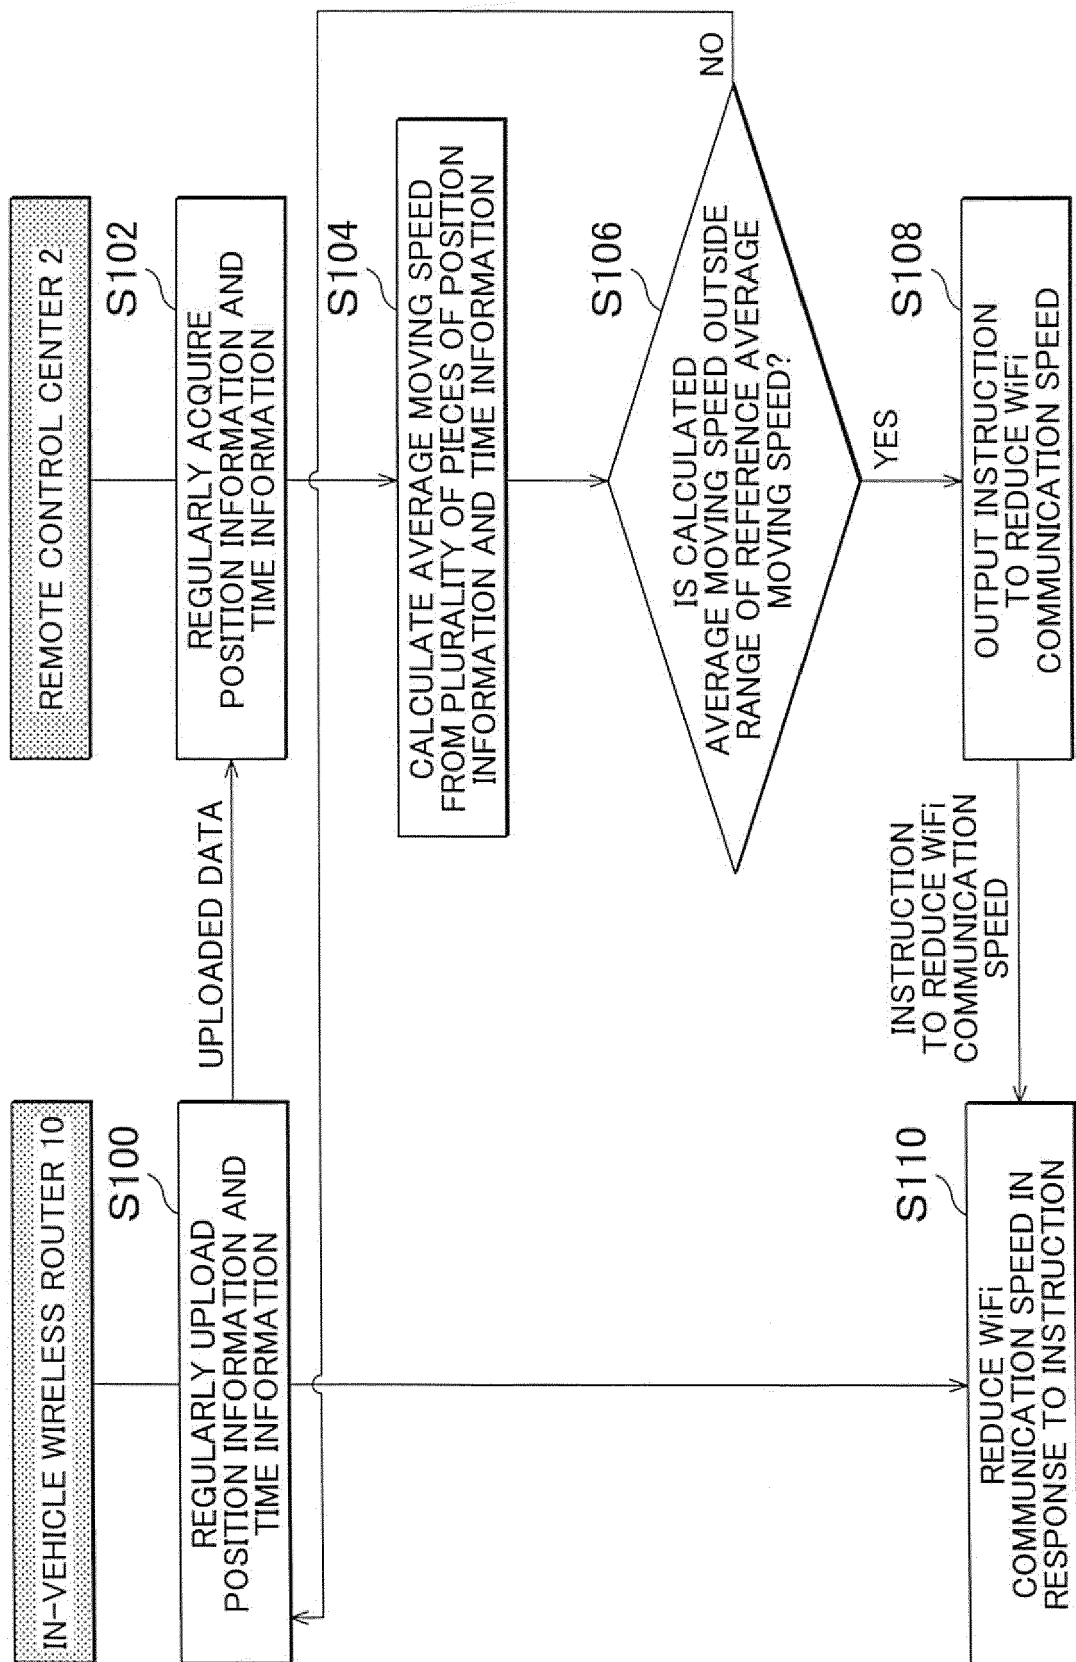 IN-VEHICLE WIRELESS ROUTER 10
REMOTE CONTROL CENTER 2
S100
REGULARLY UPLOAD
POSITION INFORMATION AND
TIME INFORMATION
UPLOADED DATA
S102
REGULARLY ACQUIRE
POSITION INFORMATION AND
TIME INFORMATION
S104
CALCULATE AVERAGE MOVING SPEED
FROM PLURALITY OF PIECES OF POSITION
INFORMATION AND TIME INFORMATION
S106
IS CALCULATED
AVERAGE MOVING SPEED OUTSIDE
RANGE OF REFERENCE AVERAGE
MOVING SPEED?
NO
YES
S108
OUTPUT INSTRUCTION
TO REDUCE WiFi
COMMUNICATION SPEED
INSTRUCTION
TO REDUCE WiFi
COMMUNICATION
SPEED
S110
REDUCE WiFi
COMMUNICATION SPEED IN
RESPONSE TO INSTRUCTION